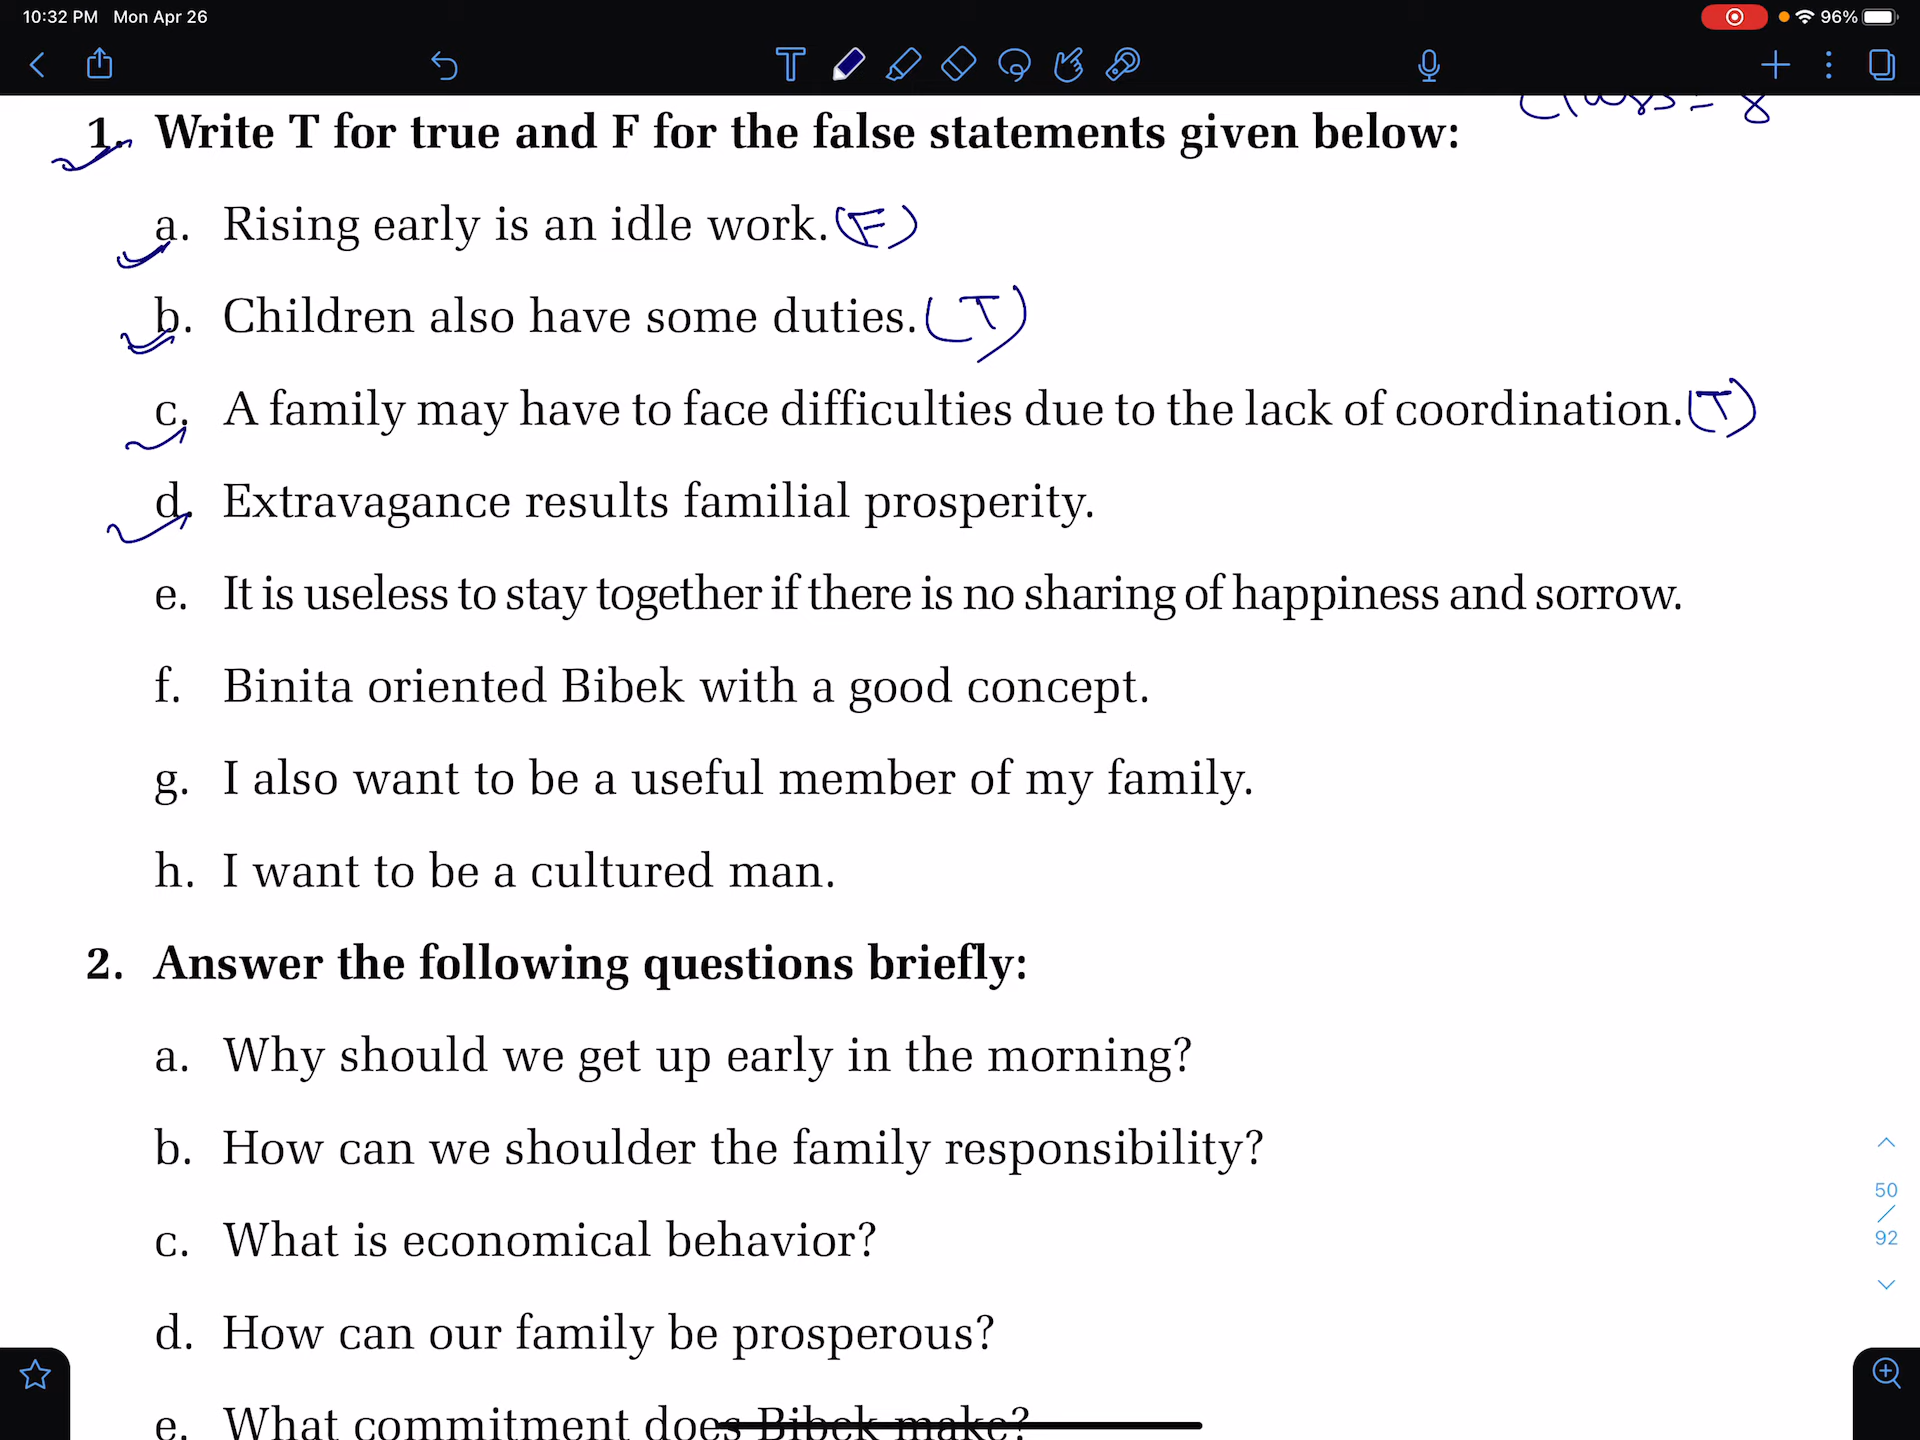 10:32 PM Mon Apr 26
96%
Class = 8
1. Write T for true and F for the false statements given below:
a. Rising early is an idle work. (F)
b. Children also have some duties. (T)
c. A family may have to face difficulties due to the lack of coordination. (T)
d. Extravagance results familial prosperity.
e. It is useless to stay together if there is no sharing of happiness and sorrow.
f. Binita oriented Bibek with a good concept.
g. I also want to be a useful member of my family.
h. I want to be a cultured man.
2. Answer the following questions briefly:
a. Why should we get up early in the morning?
b. How can we shoulder the family responsibility?
c. What is economical behavior?
d. How can our family be prosperous?
e. What commitment does Bibek make?
50
/
92